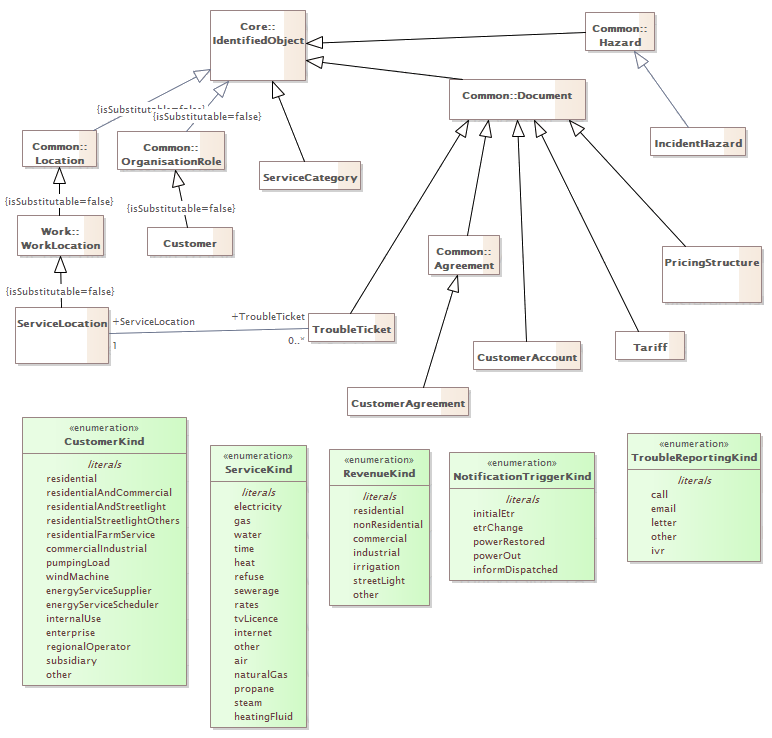 Core::
IdentifiedObject
Common::
Hazard
Common::Document
{isSubstitutable=false}
{isSubstitutable=false}
Common::
Location
Common::
OrganisationRole
IncidentHazard
ServiceCategory
{isSubstitutable=false}
{isSubstitutable=false}
Work::
WorkLocation
Customer
Common::
Agreement
PricingStructure
{isSubstitutable=false}
ServiceLocation
+ServiceLocation
1
+TroubleTicket
0..*
TroubleTicket
Tariff
CustomerAccount
CustomerAgreement
«enumeration»
CustomerKind
literals
residential
residentialAndCommercial
residentialAndStreetlight
residentialStreetlightOthers
residentialFarmService
commercialIndustrial
pumpingLoad
windMachine
energyServiceSupplier
energyServiceScheduler
internalUse
enterprise
regionalOperator
subsidiary
other
«enumeration»
ServiceKind
literals
electricity
gas
water
time
heat
refuse
sewerage
rates
tvLicence
internet
other
air
naturalGas
propane
steam
heatingFluid
«enumeration»
RevenueKind
literals
residential
nonResidential
commercial
industrial
irrigation
streetLight
other
«enumeration»
NotificationTriggerKind
literals
initialEtr
etrChange
powerRestored
powerOut
informDispatched
«enumeration»
TroubleReportingKind
literals
call
email
letter
other
ivr